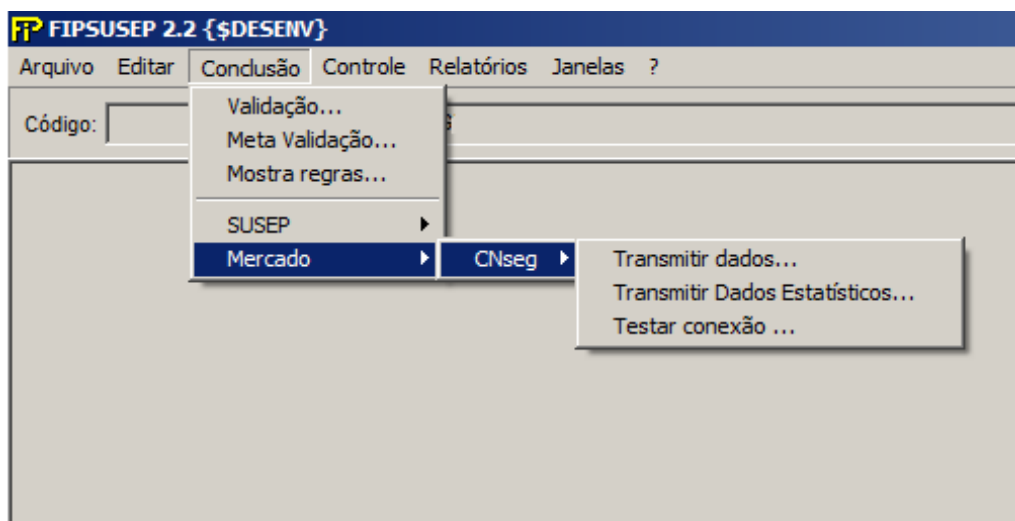 FIPSUSEP 2.2 {$DESENV}
Arquivo Editar Conclusão Controle Relatórios Janelas ?
Código:
Validação...
Meta Validação...
Mostra regras...
SUSEP
Mercado CNseg Transmitir dados...
Transmitir Dados Estatísticos...
Testar conexão ...